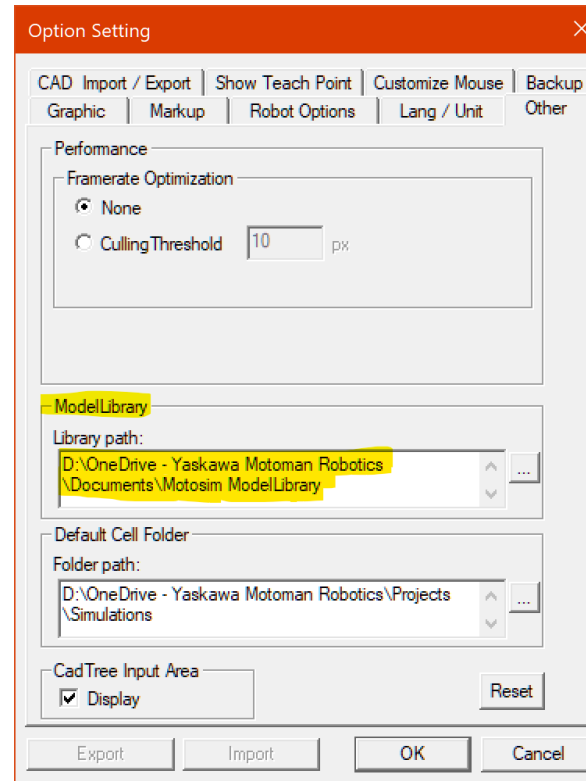 Option Setting
CAD Import / Export
Show Teach Point
Customize Mouse
Backup
Graphic
Markup
Robot Options
Lang / Unit
Other
Performance
Framerate Optimization
None
CullingThreshold
10
px
ModelLibrary
Library path:
D:\OneDrive - Yaskawa Motoman Robotics
\Documents\Motosim ModelLibrary
...
Default Cell Folder
Folder path:
D:\OneDrive - Yaskawa Motoman Robotics\Projects
\Simulations
...
CadTree Input Area
Display
Reset
Export
Import
OK
Cancel